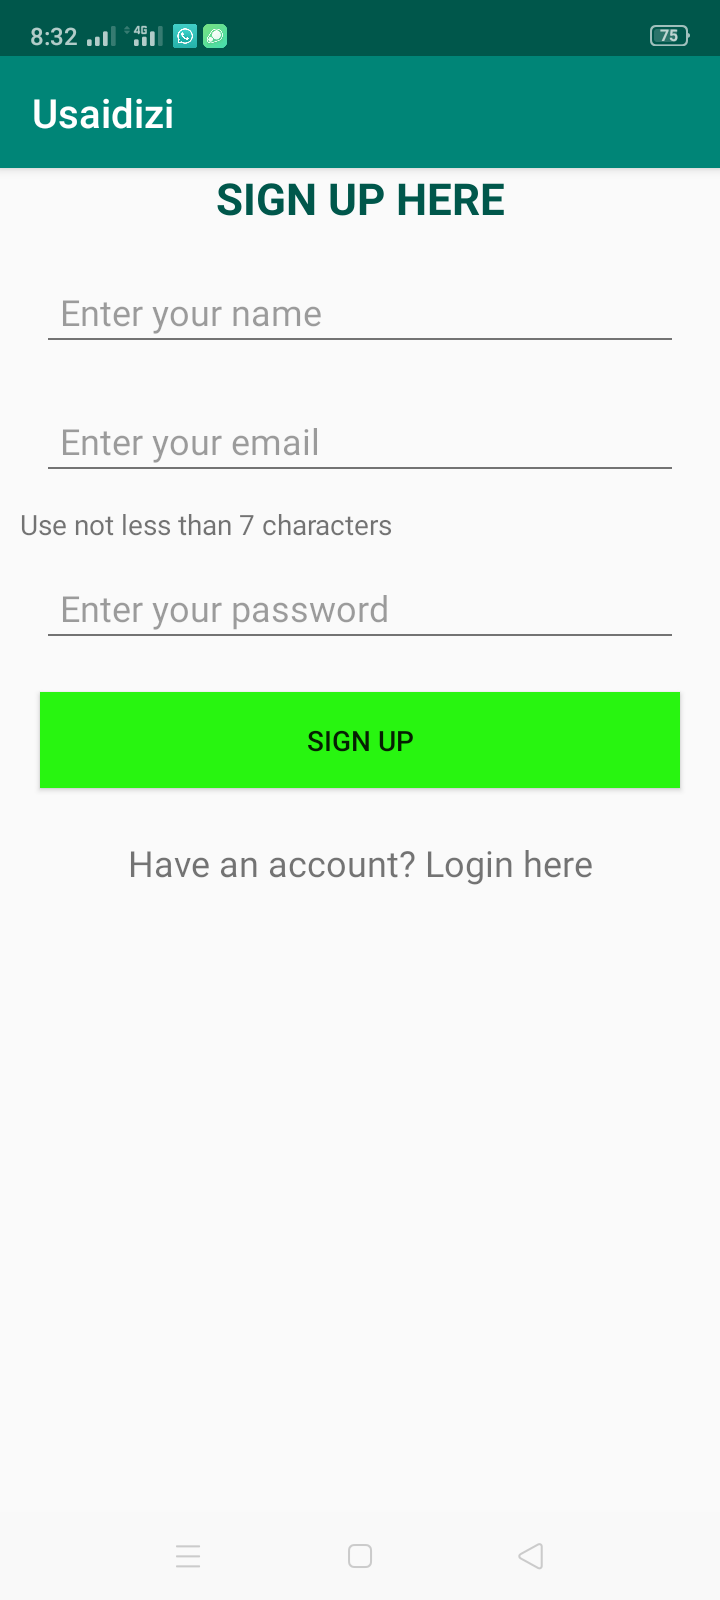 8:32 4G 75
Usaidizi
SIGN UP HERE
Enter your name
Enter your email
Use not less than 7 characters
Enter your password
SIGN UP
Have an account? Login here